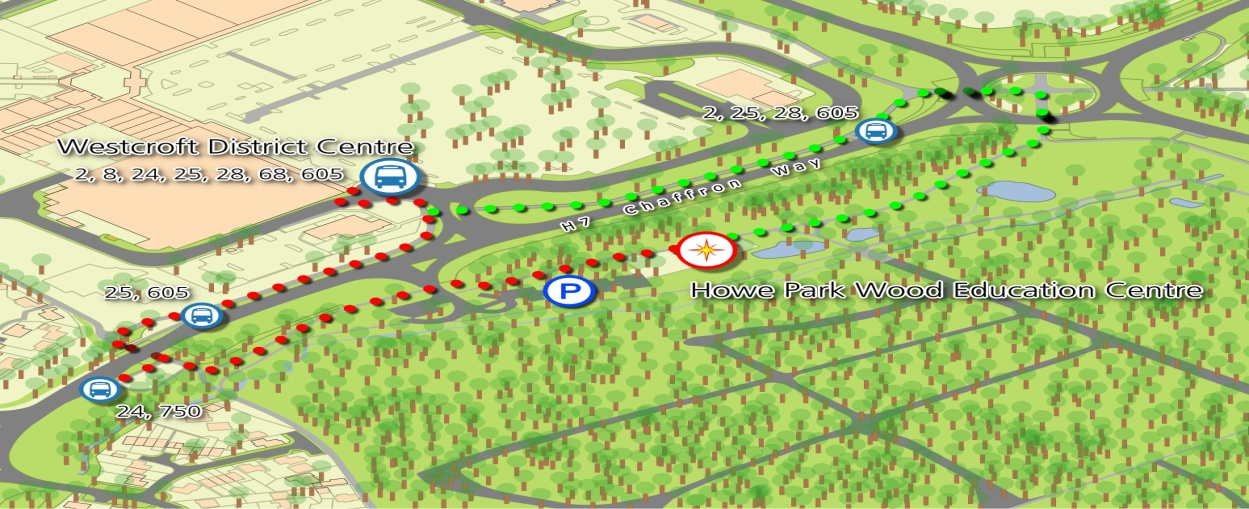 2, 25, 28, 605
Westcroft District Centre
2, 8, 24, 25, 28, 68, 605
H7 Chaffron Way
P
Howe Park Wood Education Centre
25, 605
24, 750